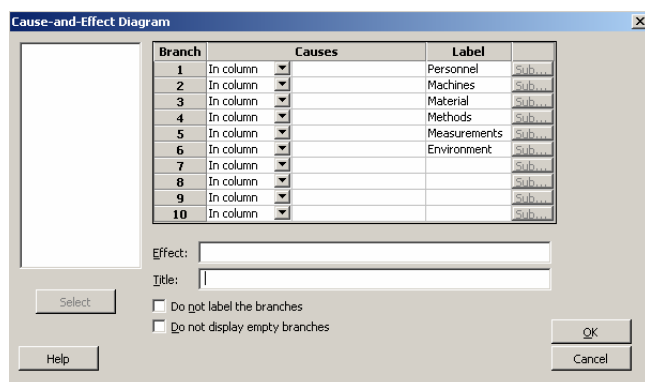 Cause-and-Effect Diagram
Branch Causes Label
1 In column Personnel Sub...
2 In column Machines Sub...
3 In column Material Sub...
4 In column Methods Sub...
5 In column Measurements Sub...
6 In column Environment Sub...
7 In column Sub...
8 In column Sub...
9 In column Sub...
10 In column Sub...
Effect:
Title:
Select
Do not label the branches
Do not display empty branches
OK
Help
Cancel